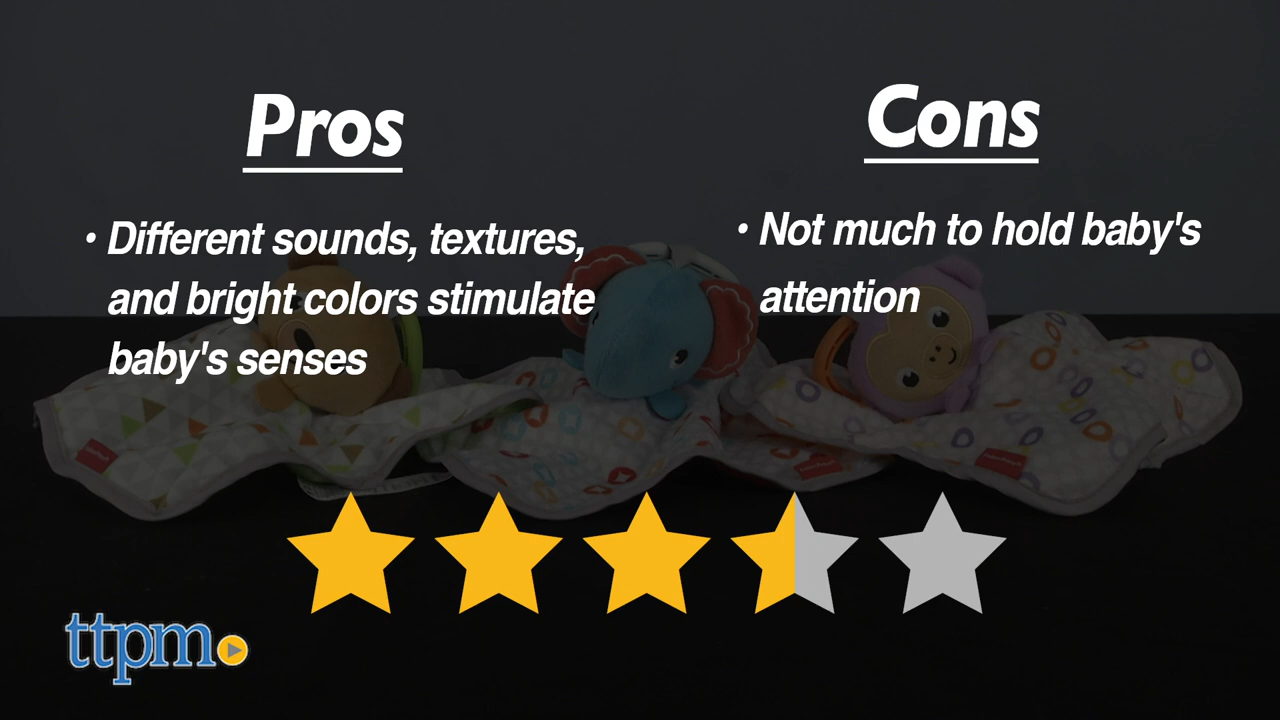 Pros
• Different sounds, textures,
and bright colors stimulate
baby's senses
Cons
• Not much to hold baby's
attention
ttpm